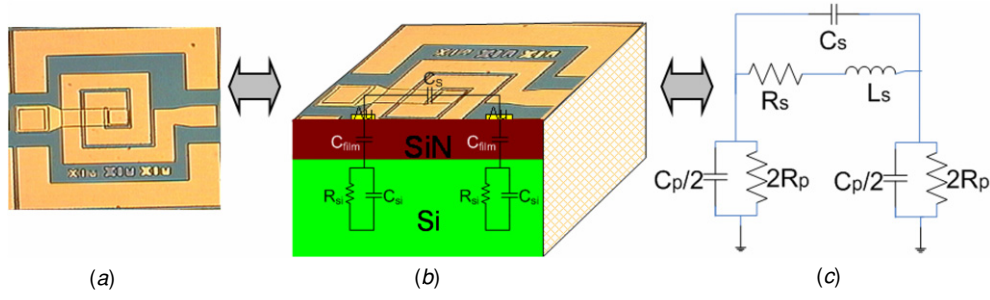 Cs
Cfilm
SiN
Cfilm
Rsi
Csi
Rsi
Csi
Si
Cs
Rs
Ls
Cp/2
2Rp
Cp/2
2Rp
(a)
(b)
(c)